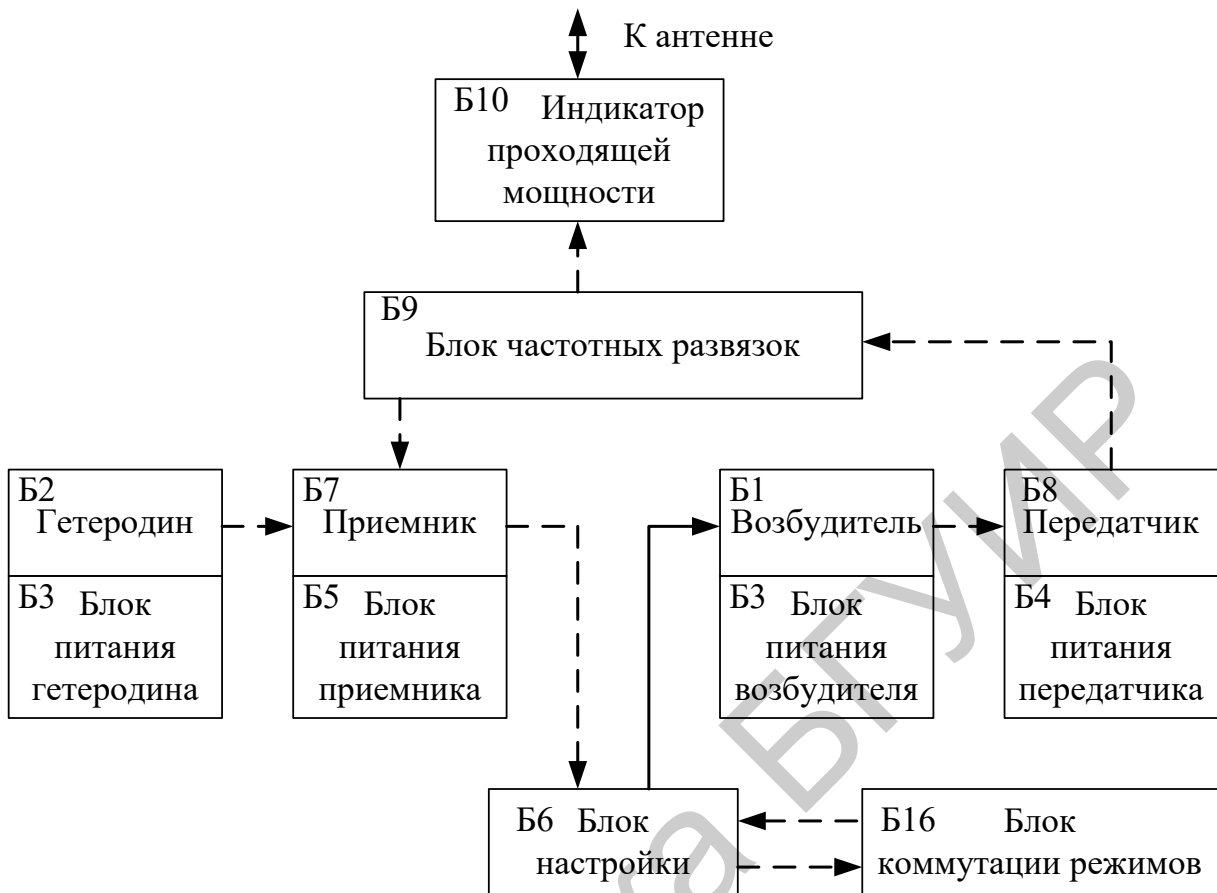 К антенне
Б10 Индикатор
проходящей
мощности
Б9
Блок частотных развязок
Б2
Гетеродин
Б3 Блок
питания
гетеродина
Б7
Приемник
Б5 Блок
питания
приемника
Б1
Возбудитель
Б3 Блок
питания
возбудителя
Б8
Передатчик
Б4 Блок
питания
передатчика
Б6 Блок
настройки
Б16 Блок
коммутации режимов
БГУИР